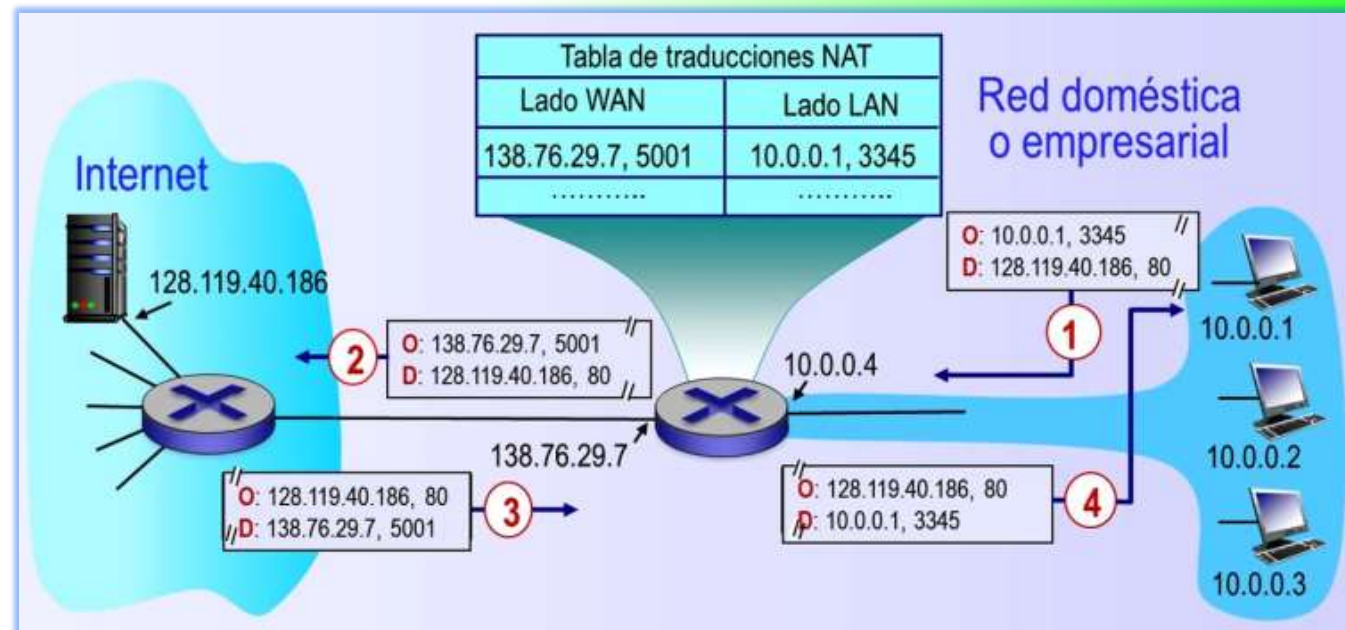 Tabla de traducciones NAT
Lado WAN
Lado LAN
138.76.29.7, 5001
10.0.0.1, 3345
………..
………..
Red doméstica
o empresarial
Internet
128.119.40.186
O: 10.0.0.1, 3345
D: 128.119.40.186, 80
1
10.0.0.1
2
O: 138.76.29.7, 5001
D: 128.119.40.186, 80
10.0.0.4
138.76.29.7
10.0.0.2
O: 128.119.40.186, 80
D: 138.76.29.7, 5001
3
O: 128.119.40.186, 80
D: 10.0.0.1, 3345
4
10.0.0.3